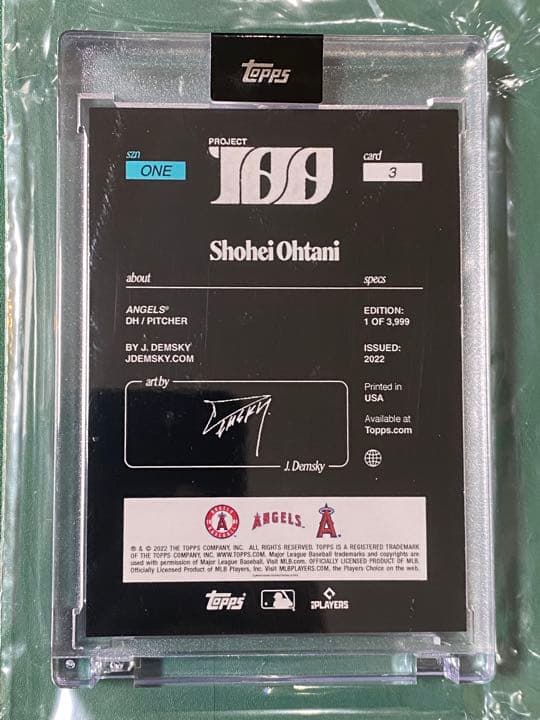 Topps
PROJECT
100
szn
ONE
card
3
Shohei Ohtani
about
specs
ANGELS®
DH / PITCHER
BY J. DEMSKY
JDEMSKY.COM
EDITION:
1 OF 3,999
ISSUED:
2022
Printed in
USA
Available at
Topps.com
art by
J. Demsky
ANGELS
A
® & © 2022 THE TOPPS COMPANY, INC. ALL RIGHTS RESERVED. TOPPS IS A REGISTERED TRADEMARK
OF THE TOPPS COMPANY, INC. WWW.TOPPS.COM. Major League Baseball trademarks and copyrights are
used with permission of Major League Baseball. Visit MLB.com. OFFICIALLY LICENSED PRODUCT OF MLB.
Officially Licensed Product of MLB Players, Inc. Visit MLBPLAYERS.COM, the Players Choice on the web.
Topps
PLAYERS